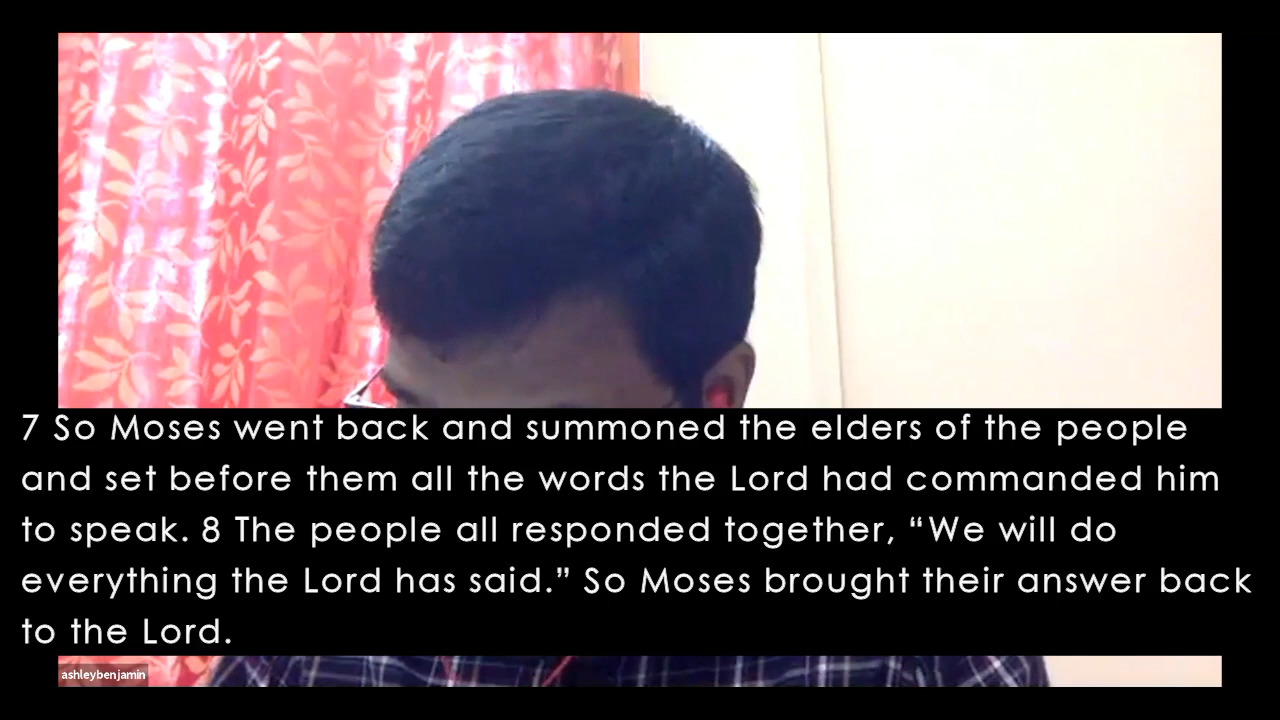 7 So Moses went back and summoned the elders of the people
and set before them all the words the Lord had commanded him
to speak. 8 The people all responded together, “We will do
everything the Lord has said.” So Moses brought their answer back
to the Lord.
ashleybenjamin